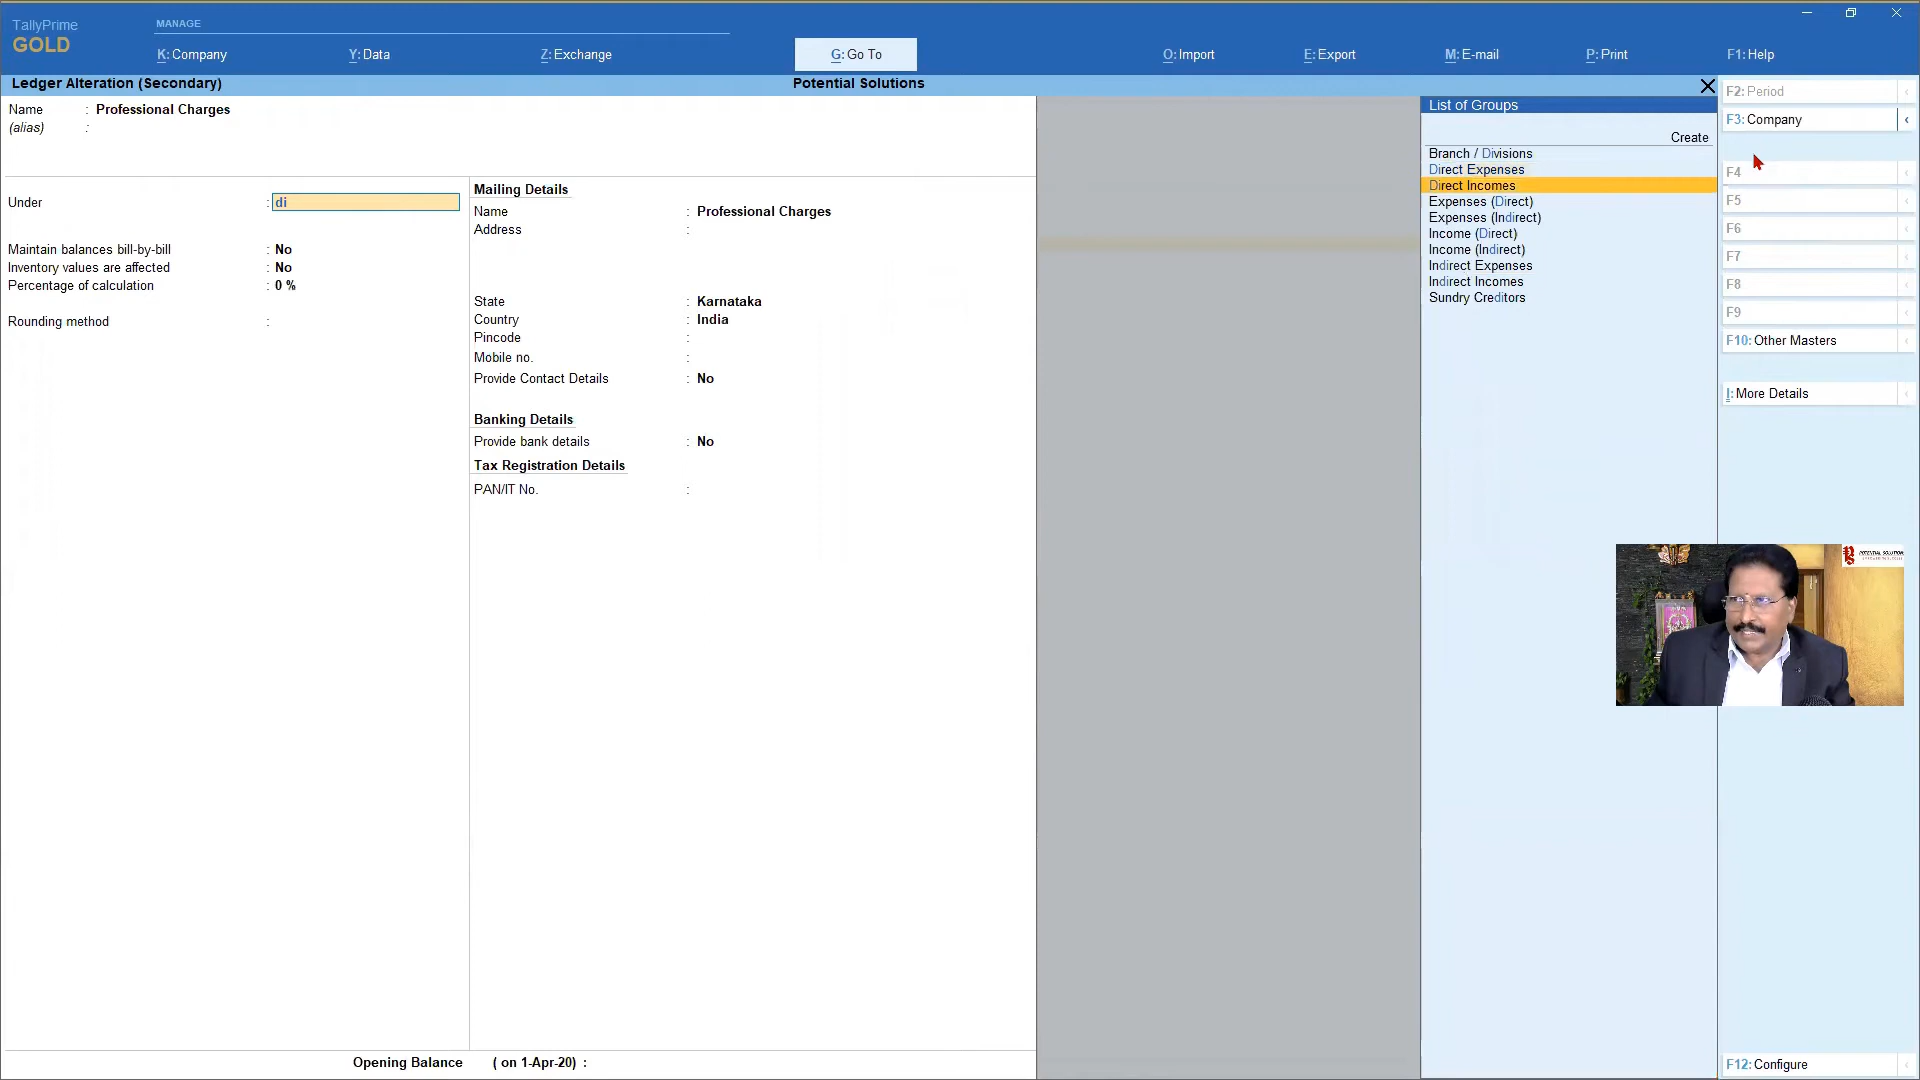 TallyPrime
GOLD
MANAGE
K: Company
Y: Data
Z: Exchange
G: Go To
O: Import
E: Export
M: E-mail
P: Print
F1: Help
Ledger Alteration (Secondary)
Potential Solutions
Name : Professional Charges
(alias) :
Under : di
Maintain balances bill-by-bill : No
Inventory values are affected : No
Percentage of calculation : 0 %
Rounding method :
Mailing Details
Name : Professional Charges
Address :
State : Karnataka
Country : India
Pincode :
Mobile no. :
Provide Contact Details : No
Banking Details
Provide bank details : No
Tax Registration Details
PAN/IT No. :
Opening Balance ( on 1-Apr-20) :
List of Groups
Create
Branch / Divisions
Direct Expenses
Direct Incomes
Expenses (Direct)
Expenses (Indirect)
Income (Direct)
Income (Indirect)
Indirect Expenses
Indirect Incomes
Sundry Creditors
F2: Period
F3: Company
F4
F5
F6
F7
F8
F9
F10: Other Masters
I: More Details
POTENTIAL SOLUTIONS
F12: Configure